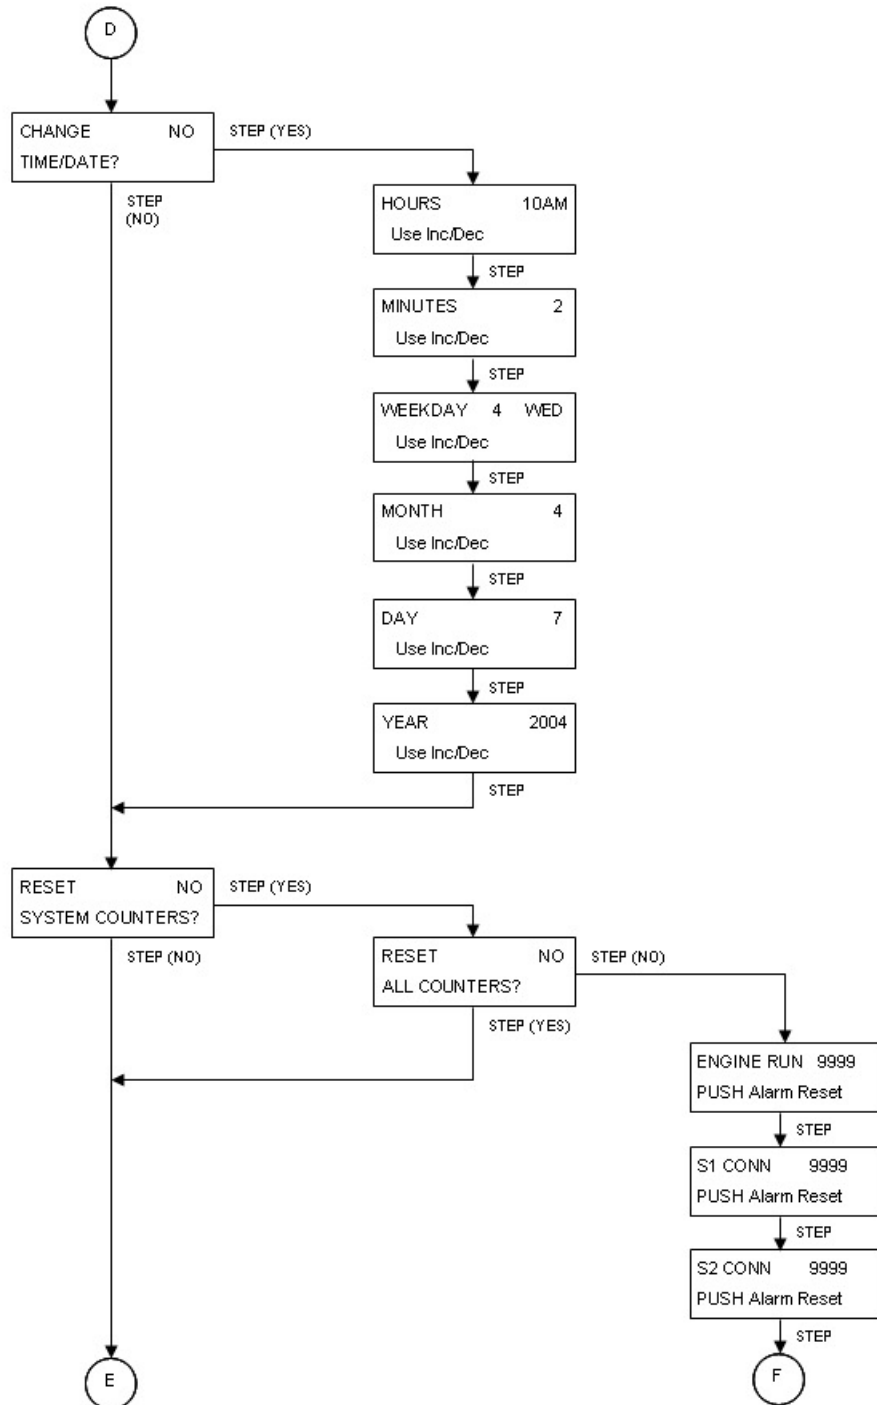 D
CHANGE NO
TIME/DATE?
STEP (YES)
STEP
(NO)
HOURS 10AM
Use Inc/Dec
STEP
MINUTES 2
Use Inc/Dec
STEP
WEEKDAY 4 WED
Use Inc/Dec
STEP
MONTH 4
Use Inc/Dec
STEP
DAY 7
Use Inc/Dec
STEP
YEAR 2004
Use Inc/Dec
STEP
RESET NO
SYSTEM COUNTERS?
STEP (YES)
STEP (NO)
RESET NO
ALL COUNTERS?
STEP (NO)
STEP (YES)
ENGINE RUN 9999
PUSH Alarm Reset
STEP
S1 CONN 9999
PUSH Alarm Reset
STEP
S2 CONN 9999
PUSH Alarm Reset
STEP
E
F